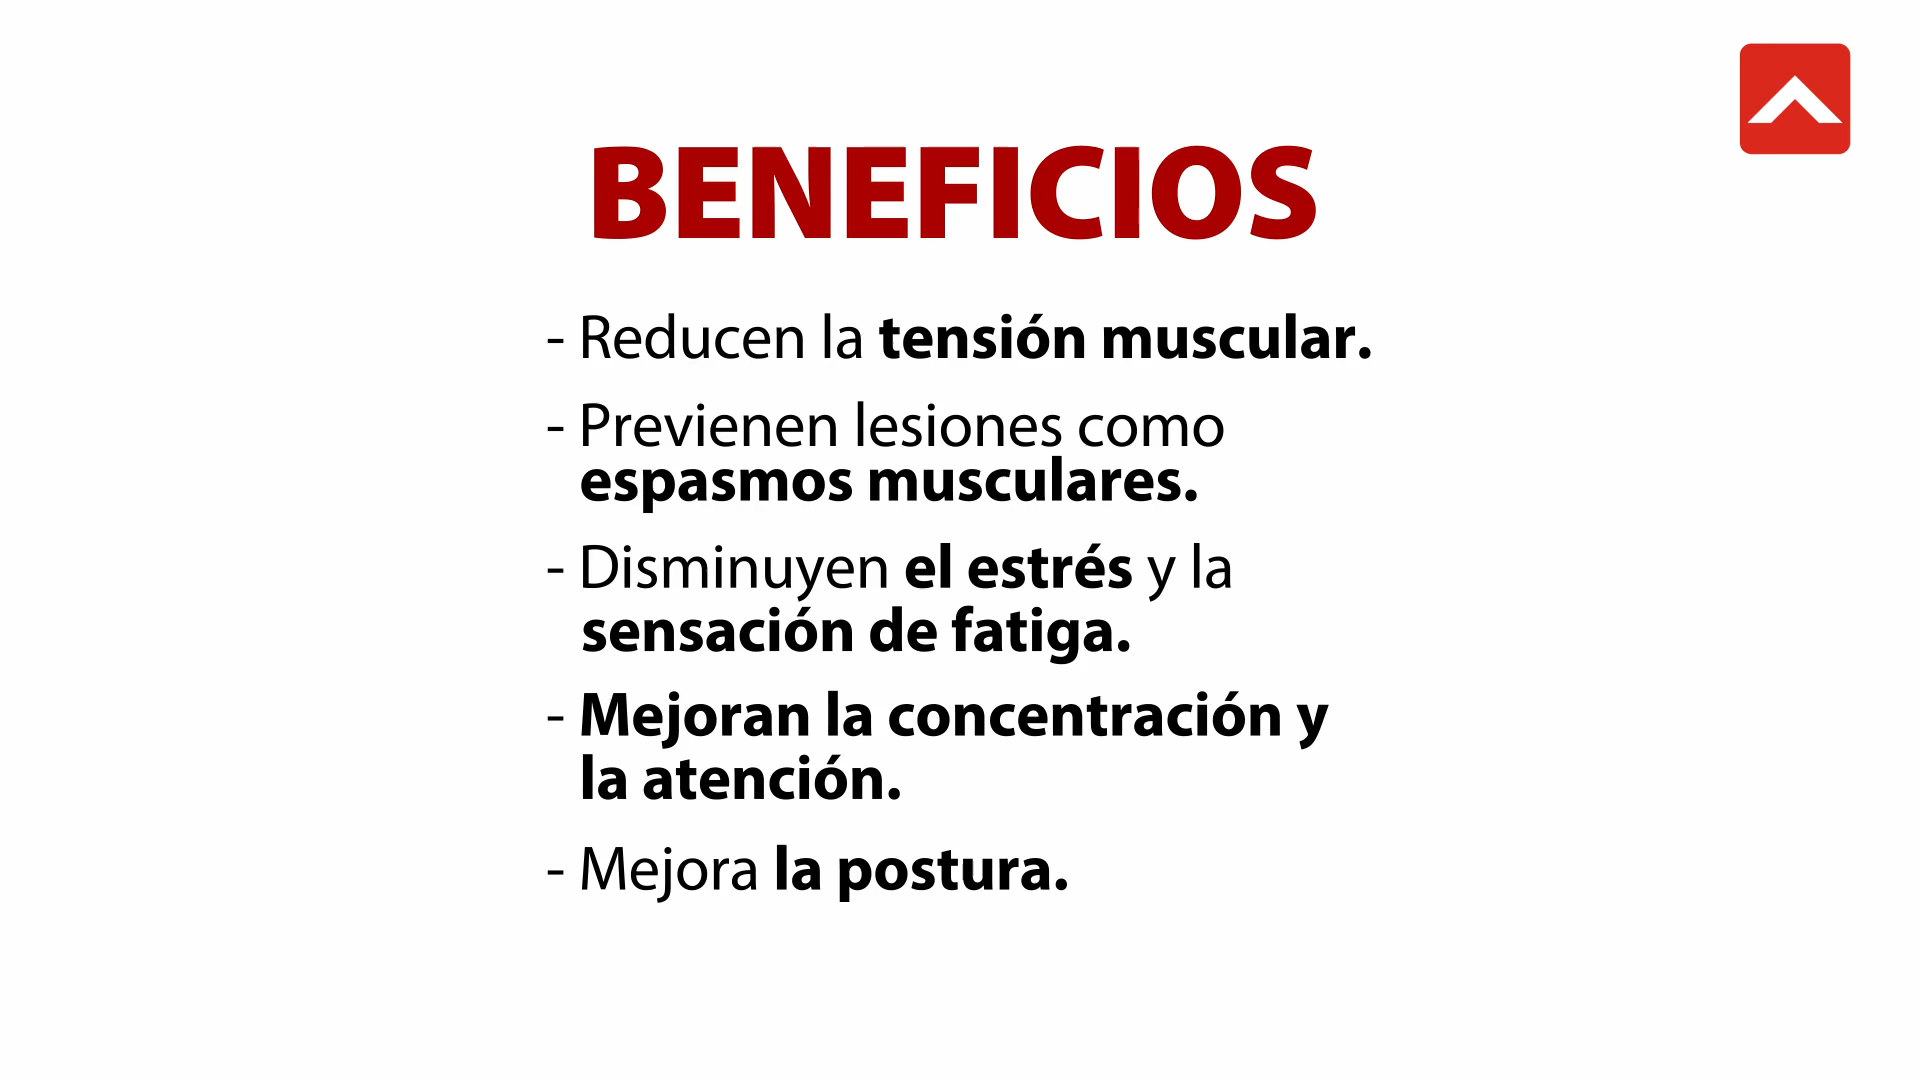 BENEFICIOS
- Reducen la tensión muscular.
- Previenen lesiones como
espasmos musculares.
- Disminuyen el estrés y la
sensación de fatiga.
- Mejoran la concentración y
la atención.
- Mejora la postura.